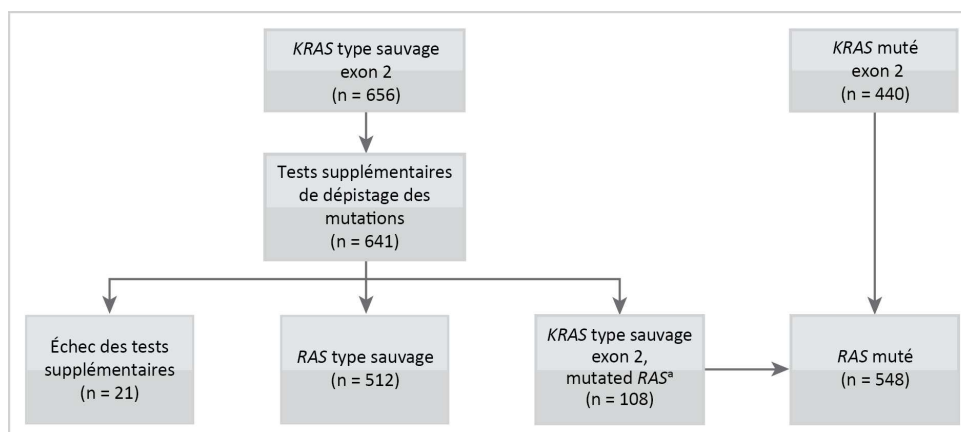 KRAS type sauvage
exon 2
(n = 656)
KRAS muté
exon 2
(n = 440)
Tests supplémentaires
de dépistage des
mutations
(n = 641)
Échec des tests
supplémentaires
(n = 21)
RAS type sauvage
(n = 512)
KRAS type sauvage
exon 2,
mutated RASᵃ
(n = 108)
RAS muté
(n = 548)